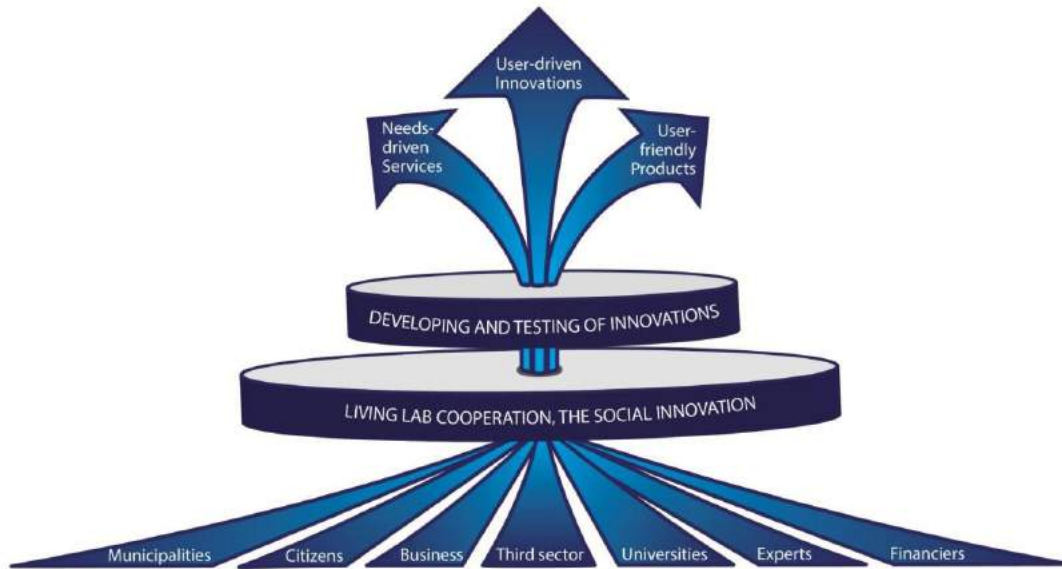 User-driven
Innovations
Needs-
driven
Services
User-
friendly
Products
DEVELOPING AND TESTING OF INNOVATIONS
LIVING LAB COOPERATION, THE SOCIAL INNOVATION
Municipalities
Citizens
Business
Third sector
Universities
Experts
Financiers